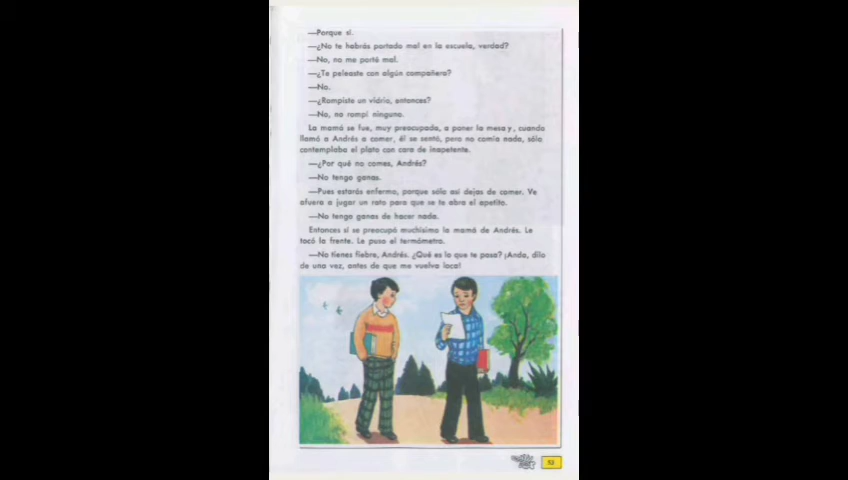 —Porque sí.
—¿No te habrás portado mal en la escuela, verdad?
—No, no me porté mal.
—¿Te peleaste con algún compañero?
—No.
—¿Rompiste un vidrio, entonces?
—No, no rompí ninguno.
La mamá se fue, muy preocupada, a poner la mesa y, cuando
llamó a Andrés a comer, él se sentó, pero no comía nada, sólo
contemplaba el plato con cara de inapetente.
—¿Por qué no comes, Andrés?
—No tengo ganas.
—Pues estarás enfermo, porque sólo así dejas de comer. Ve
afuera a jugar un rato para que se te abra el apetito.
—No tengo ganas de hacer nada.
Entonces sí se preocupó muchísimo la mamá de Andrés. Le
tocó la frente. Le puso el termómetro.
—No tienes fiebre, Andrés. ¿Qué es lo que te pasa? ¡Anda, dilo
de una vez, antes de que me vuelva loca!